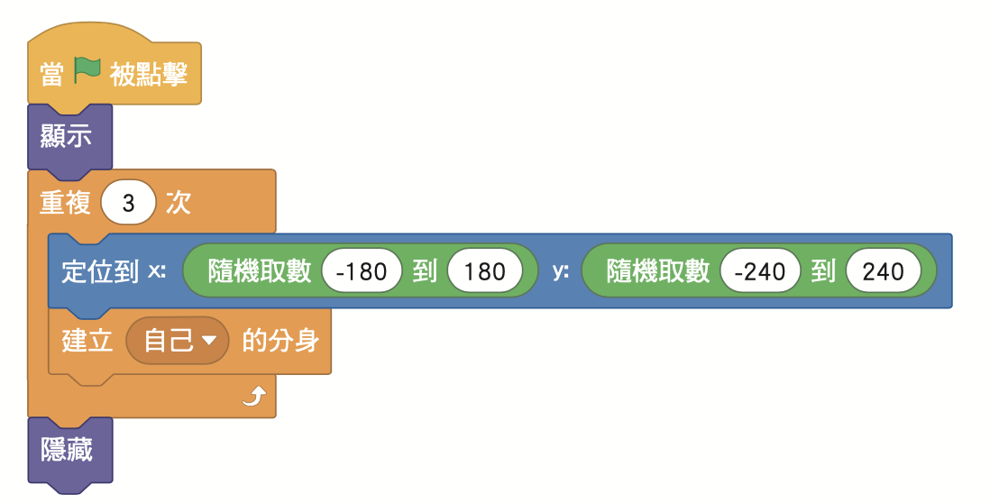 當 被點擊
顯示
重複 3 次
定位到 x: 隨機取數 -180 到 180 y: 隨機取數 -240 到 240
建立 自己 的分身
隱藏